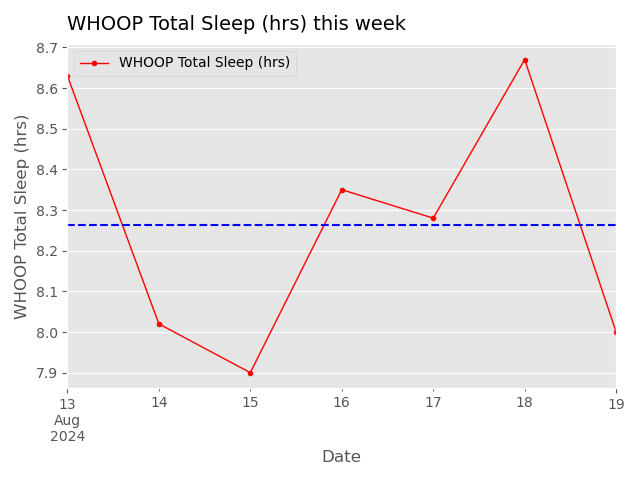 WHOOP Total Sleep (hrs) this week
WHOOP Total Sleep (hrs)
WHOOP Total Sleep (hrs)
8.7
8.6
8.5
8.4
8.3
8.2
8.1
8.0
7.9
13 14 15 16 17 18 19
Aug
2024
Date